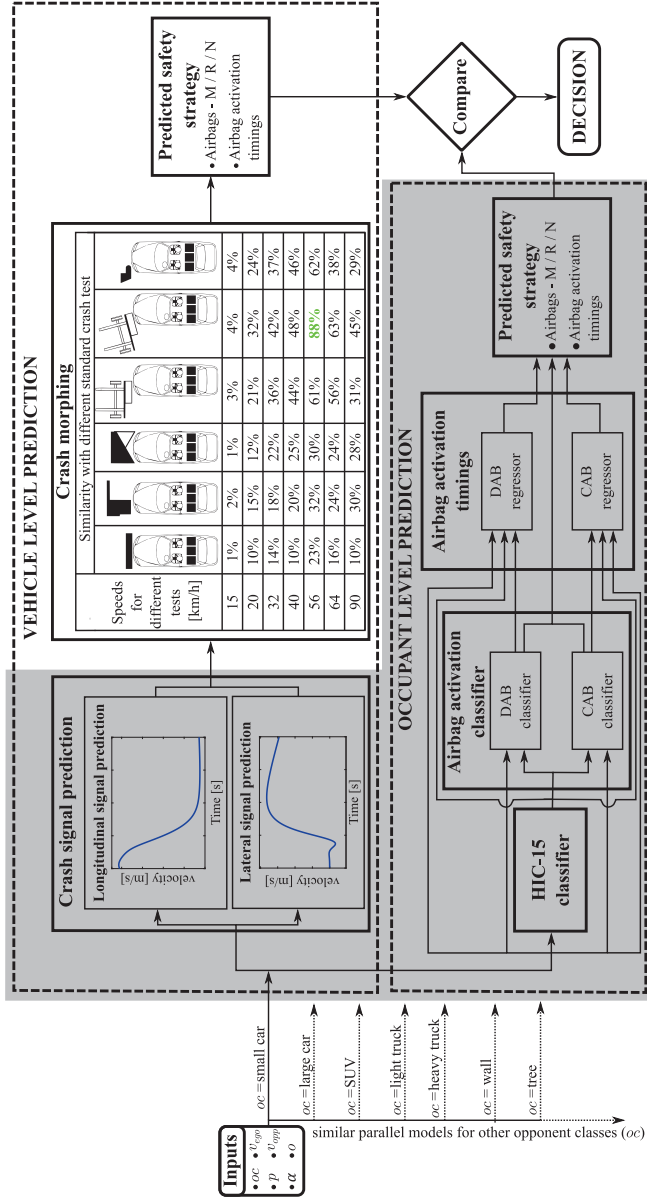 Inputs
• oc • v_ego
• p • v_opp
• α • o
oc = small car
oc = large car
oc = SUV
oc = light truck
oc = heavy truck
oc = wall
oc = tree
similar parallel models for other opponent classes (oc)
VEHICLE LEVEL PREDICTION
Crash signal prediction
Longitudinal signal prediction
velocity [m/s]
Time [s]
Lateral signal prediction
velocity [m/s]
Time [s]
Crash morphing
Similarity with different standard crash test
Speeds
for
different
tests
[km/h]
15 1% 2% 1% 3% 4% 4%
20 10% 15% 12% 21% 32% 24%
32 14% 18% 22% 36% 42% 37%
40 10% 20% 25% 44% 48% 46%
56 23% 32% 30% 61% 88% 62%
64 16% 24% 24% 56% 63% 38%
90 10% 30% 28% 31% 45% 29%
Predicted safety
strategy
• Airbags - M / R / N
• Airbag activation
timings
OCCUPANT LEVEL PREDICTION
HIC-15
classifier
Airbag activation
classifier
DAB
classifier
CAB
classifier
Airbag activation
timings
DAB
regressor
CAB
regressor
Predicted safety
strategy
• Airbags - M / R / N
• Airbag activation
timings
Compare
DECISION